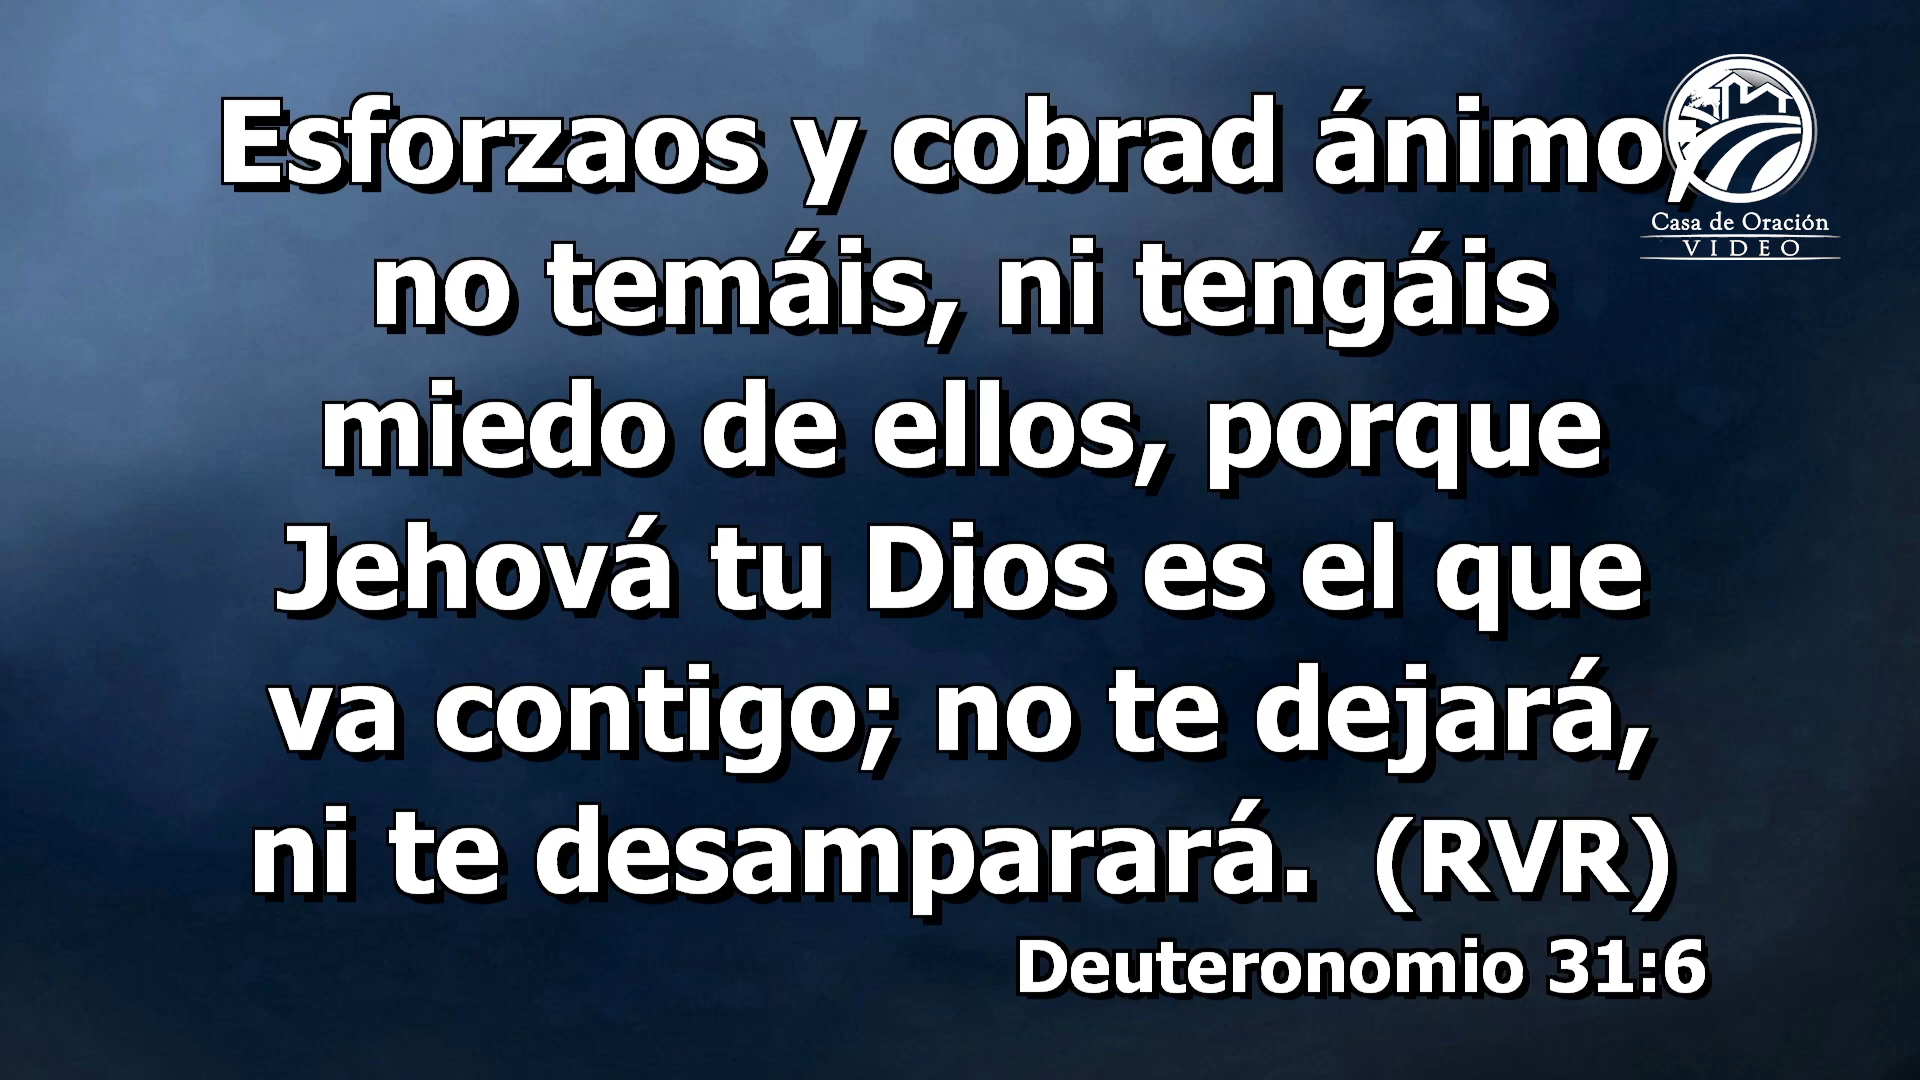 Esforzaos y cobrad ánimo;
no temáis, ni tengáis
miedo de ellos, porque
Jehová tu Dios es el que
va contigo; no te dejará,
ni te desamparará. (RVR)
Deuteronomio 31:6
Casa de Oración
VIDEO